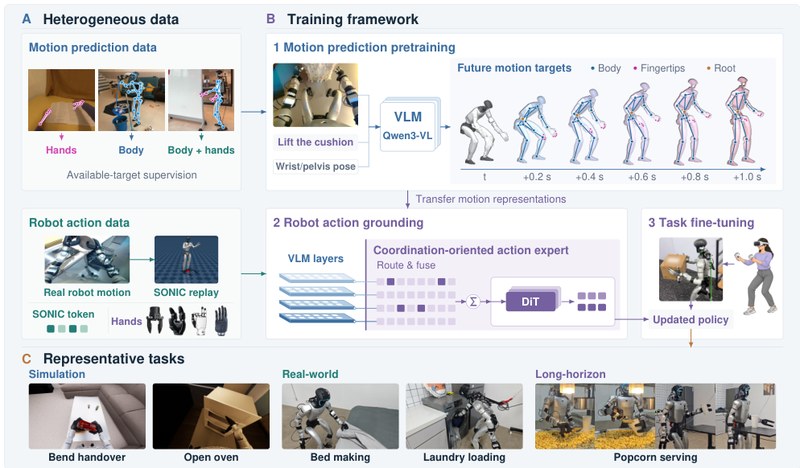 A Heterogeneous data
Motion prediction data
Hands
Body
Body + hands
Available-target supervision
Robot action data
Real robot motion
SONIC replay
SONIC token
Hands
B Training framework
1 Motion prediction pretraining
Lift the cushion
Wrist/pelvis pose
VLM
Qwen3-VL
Future motion targets
Body
Fingertips
Root
t
+0.2 s
+0.4 s
+0.6 s
+0.8 s
+1.0 s
Transfer motion representations
2 Robot action grounding
VLM layers
Coordination-oriented action expert
Route & fuse
Σ
DiT
3 Task fine-tuning
Updated policy
C Representative tasks
Simulation
Bend handover
Open oven
Real-world
Bed making
Laundry loading
Long-horizon
Popcorn serving